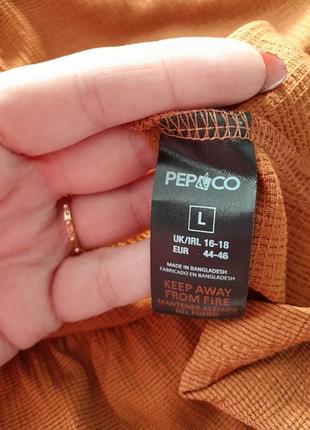 PEP&CO
L
UK/IRL 16-18
EUR 44-46
MADE IN BANGLADESH
FABRICADO EN BANGLADESH
KEEP AWAY
FROM FIRE
MANTENER ALEJADO
DEL FUEGO